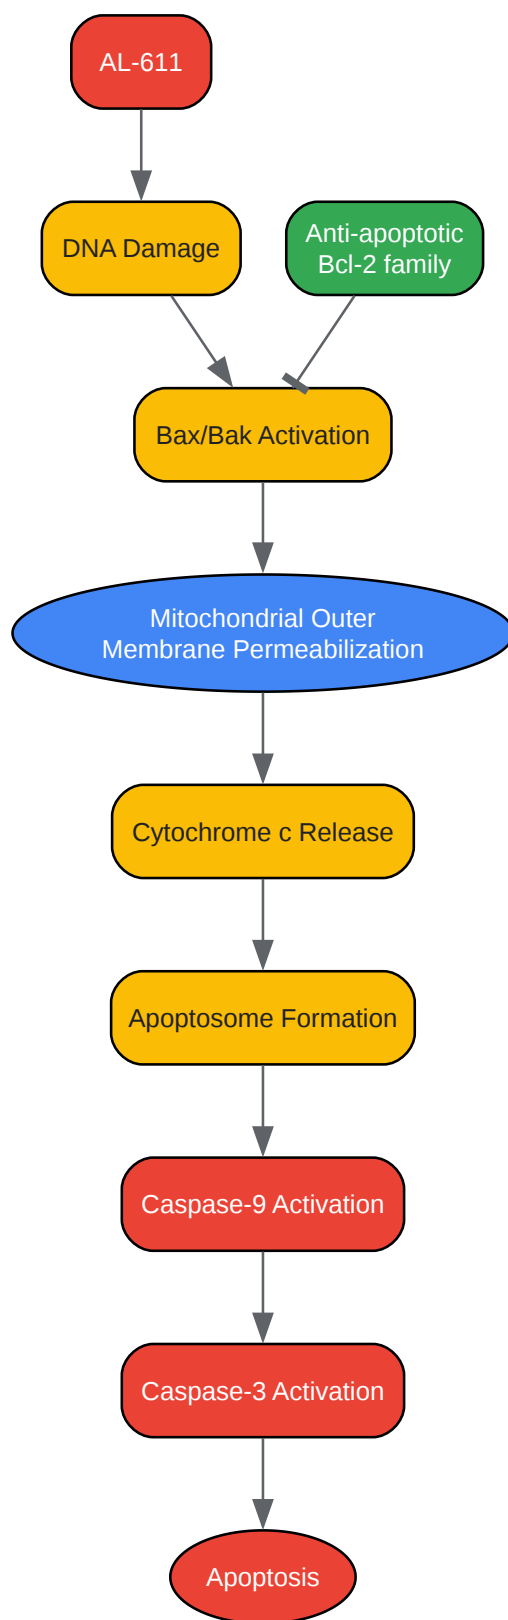 AL-611
DNA Damage
Anti-apoptotic
Bcl-2 family
Bax/Bak Activation
Mitochondrial Outer
Membrane Permeabilization
Cytochrome c Release
Apoptosome Formation
Caspase-9 Activation
Caspase-3 Activation
Apoptosis